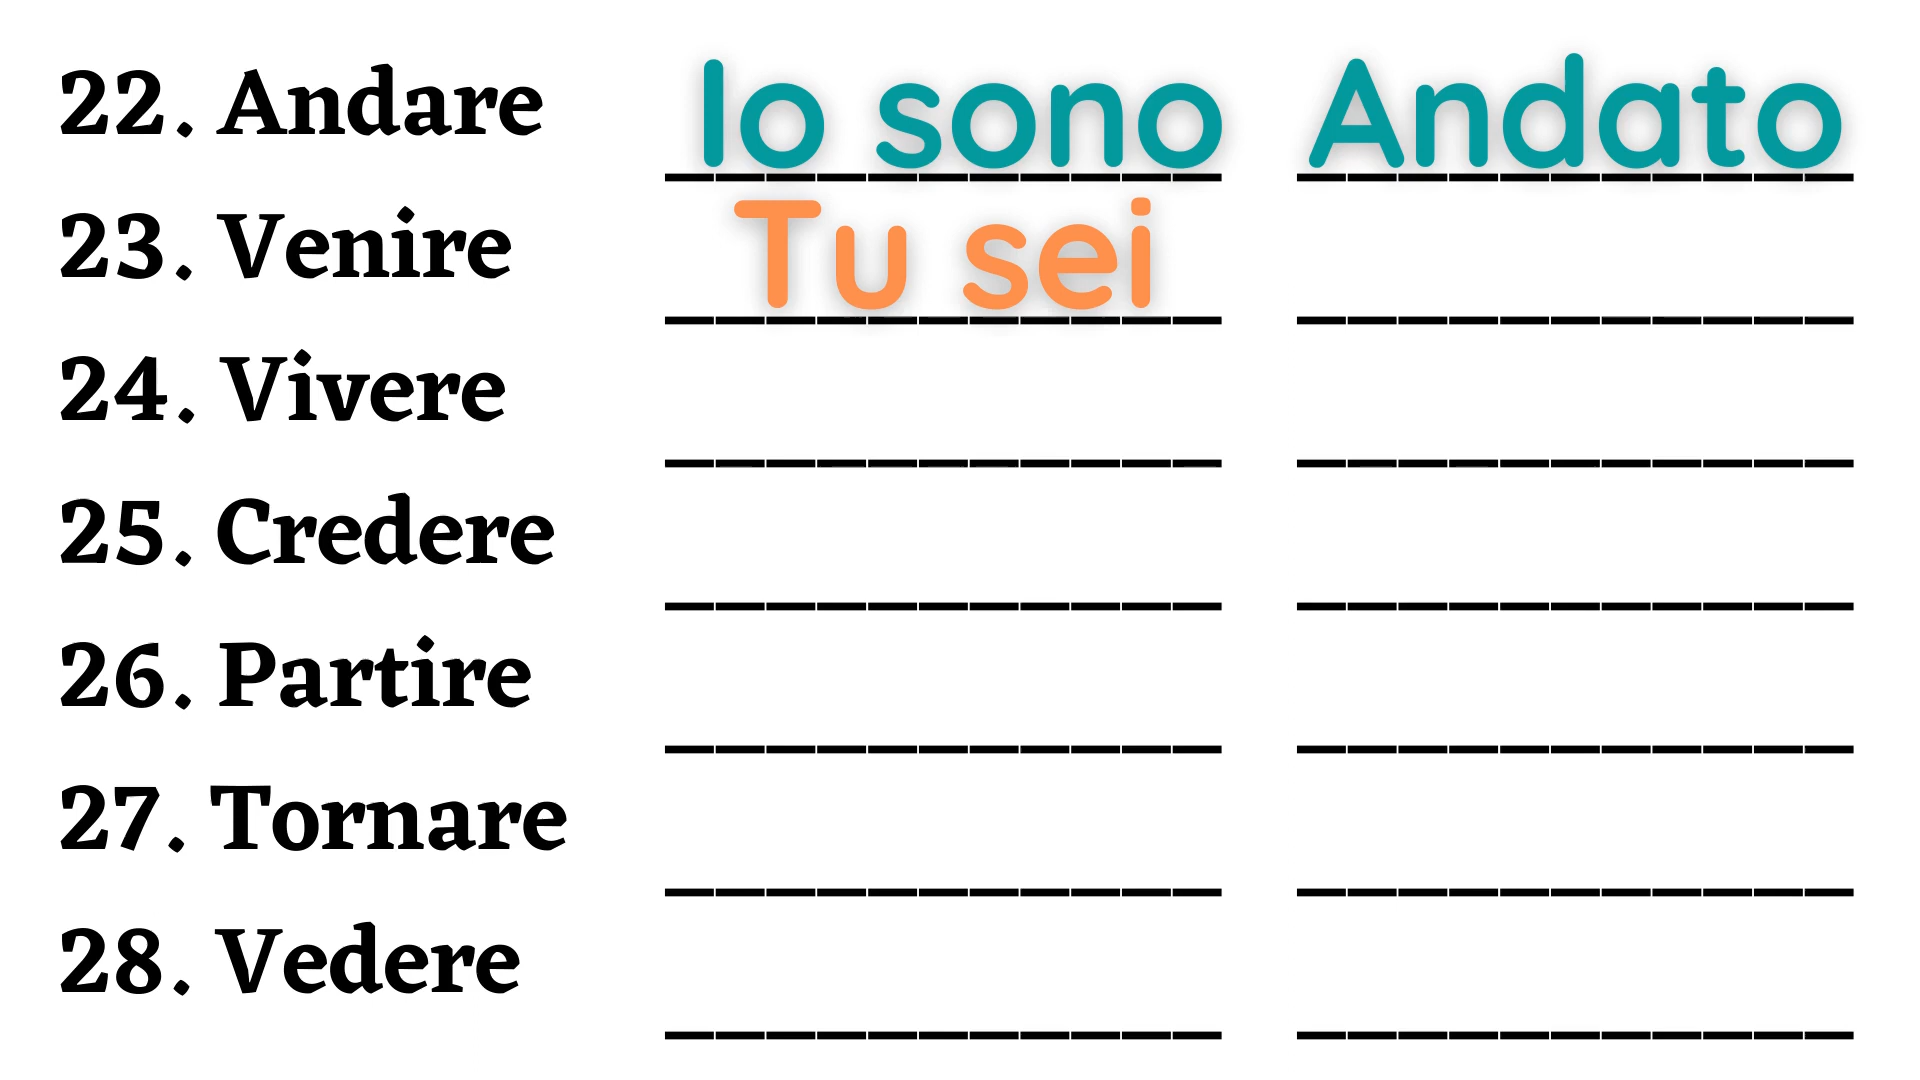 22. Andare Io sono Andato
23. Venire Tu sei
24. Vivere
25. Credere
26. Partire
27. Tornare
28. Vedere